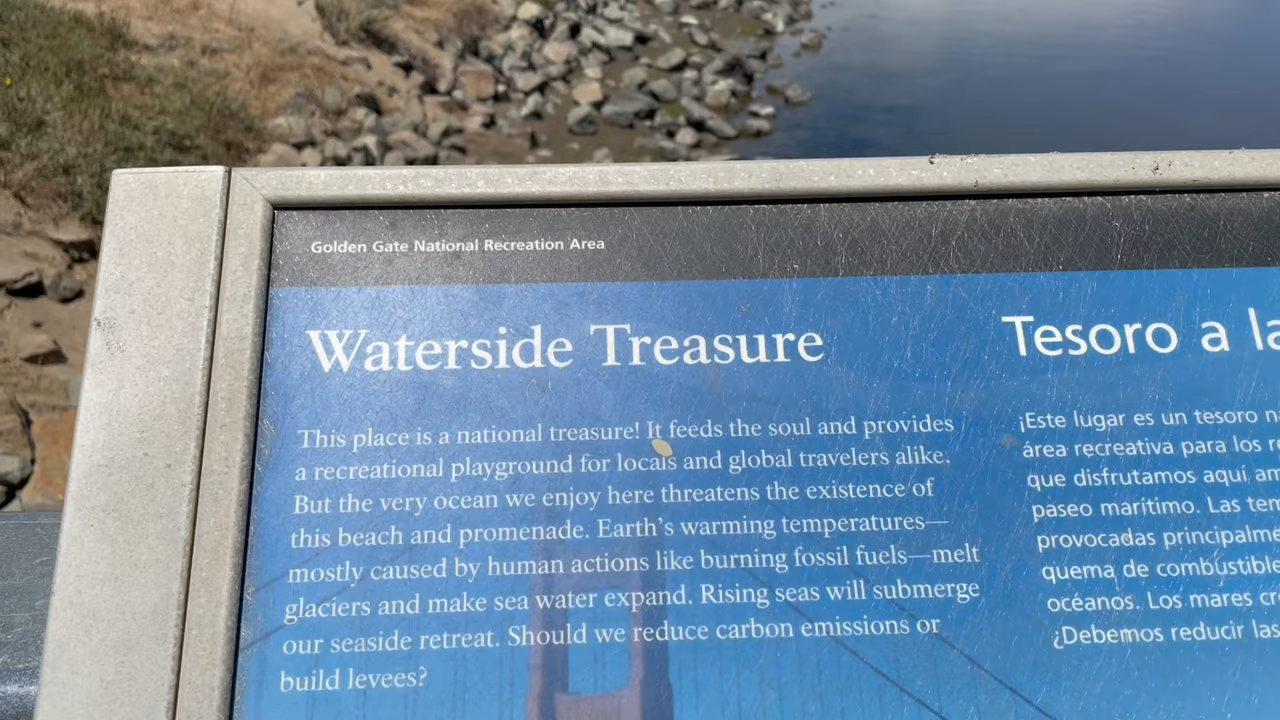 Golden Gate National Recreation Area
Waterside Treasure
This place is a national treasure! It feeds the soul and provides
a recreational playground for locals and global travelers alike.
But the very ocean we enjoy here threatens the existence of
this beach and promenade. Earth's warming temperatures—
mostly caused by human actions like burning fossil fuels—melt
glaciers and make sea water expand. Rising seas will submerge
our seaside retreat. Should we reduce carbon emissions or
build levees?
Tesoro a la
¡Este lugar es un tesoro
área recreativa para los
que disfrutamos aquí
paseo marítimo. Las
provocadas
quema de
océanos. Los mares
¿Debemos reducir las